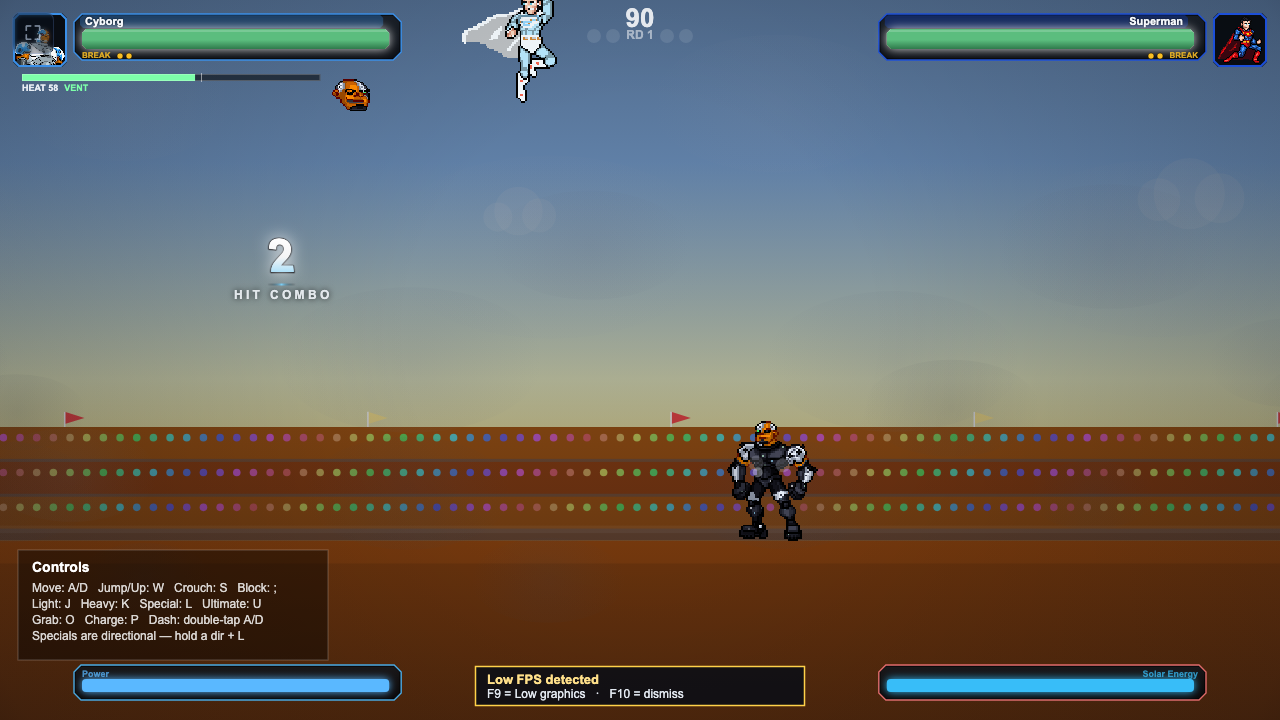 Cyborg
BREAK
HEAT 58 VENT
90
RD 1
Superman
BREAK
2
HIT COMBO
Controls
Move: A/D Jump/Up: W Crouch: S Block: ;
Light: J Heavy: K Special: L Ultimate: U
Grab: O Charge: P Dash: double-tap A/D
Specials are directional — hold a dir + L
Power
Low FPS detected
F9 = Low graphics · F10 = dismiss
Solar Energy